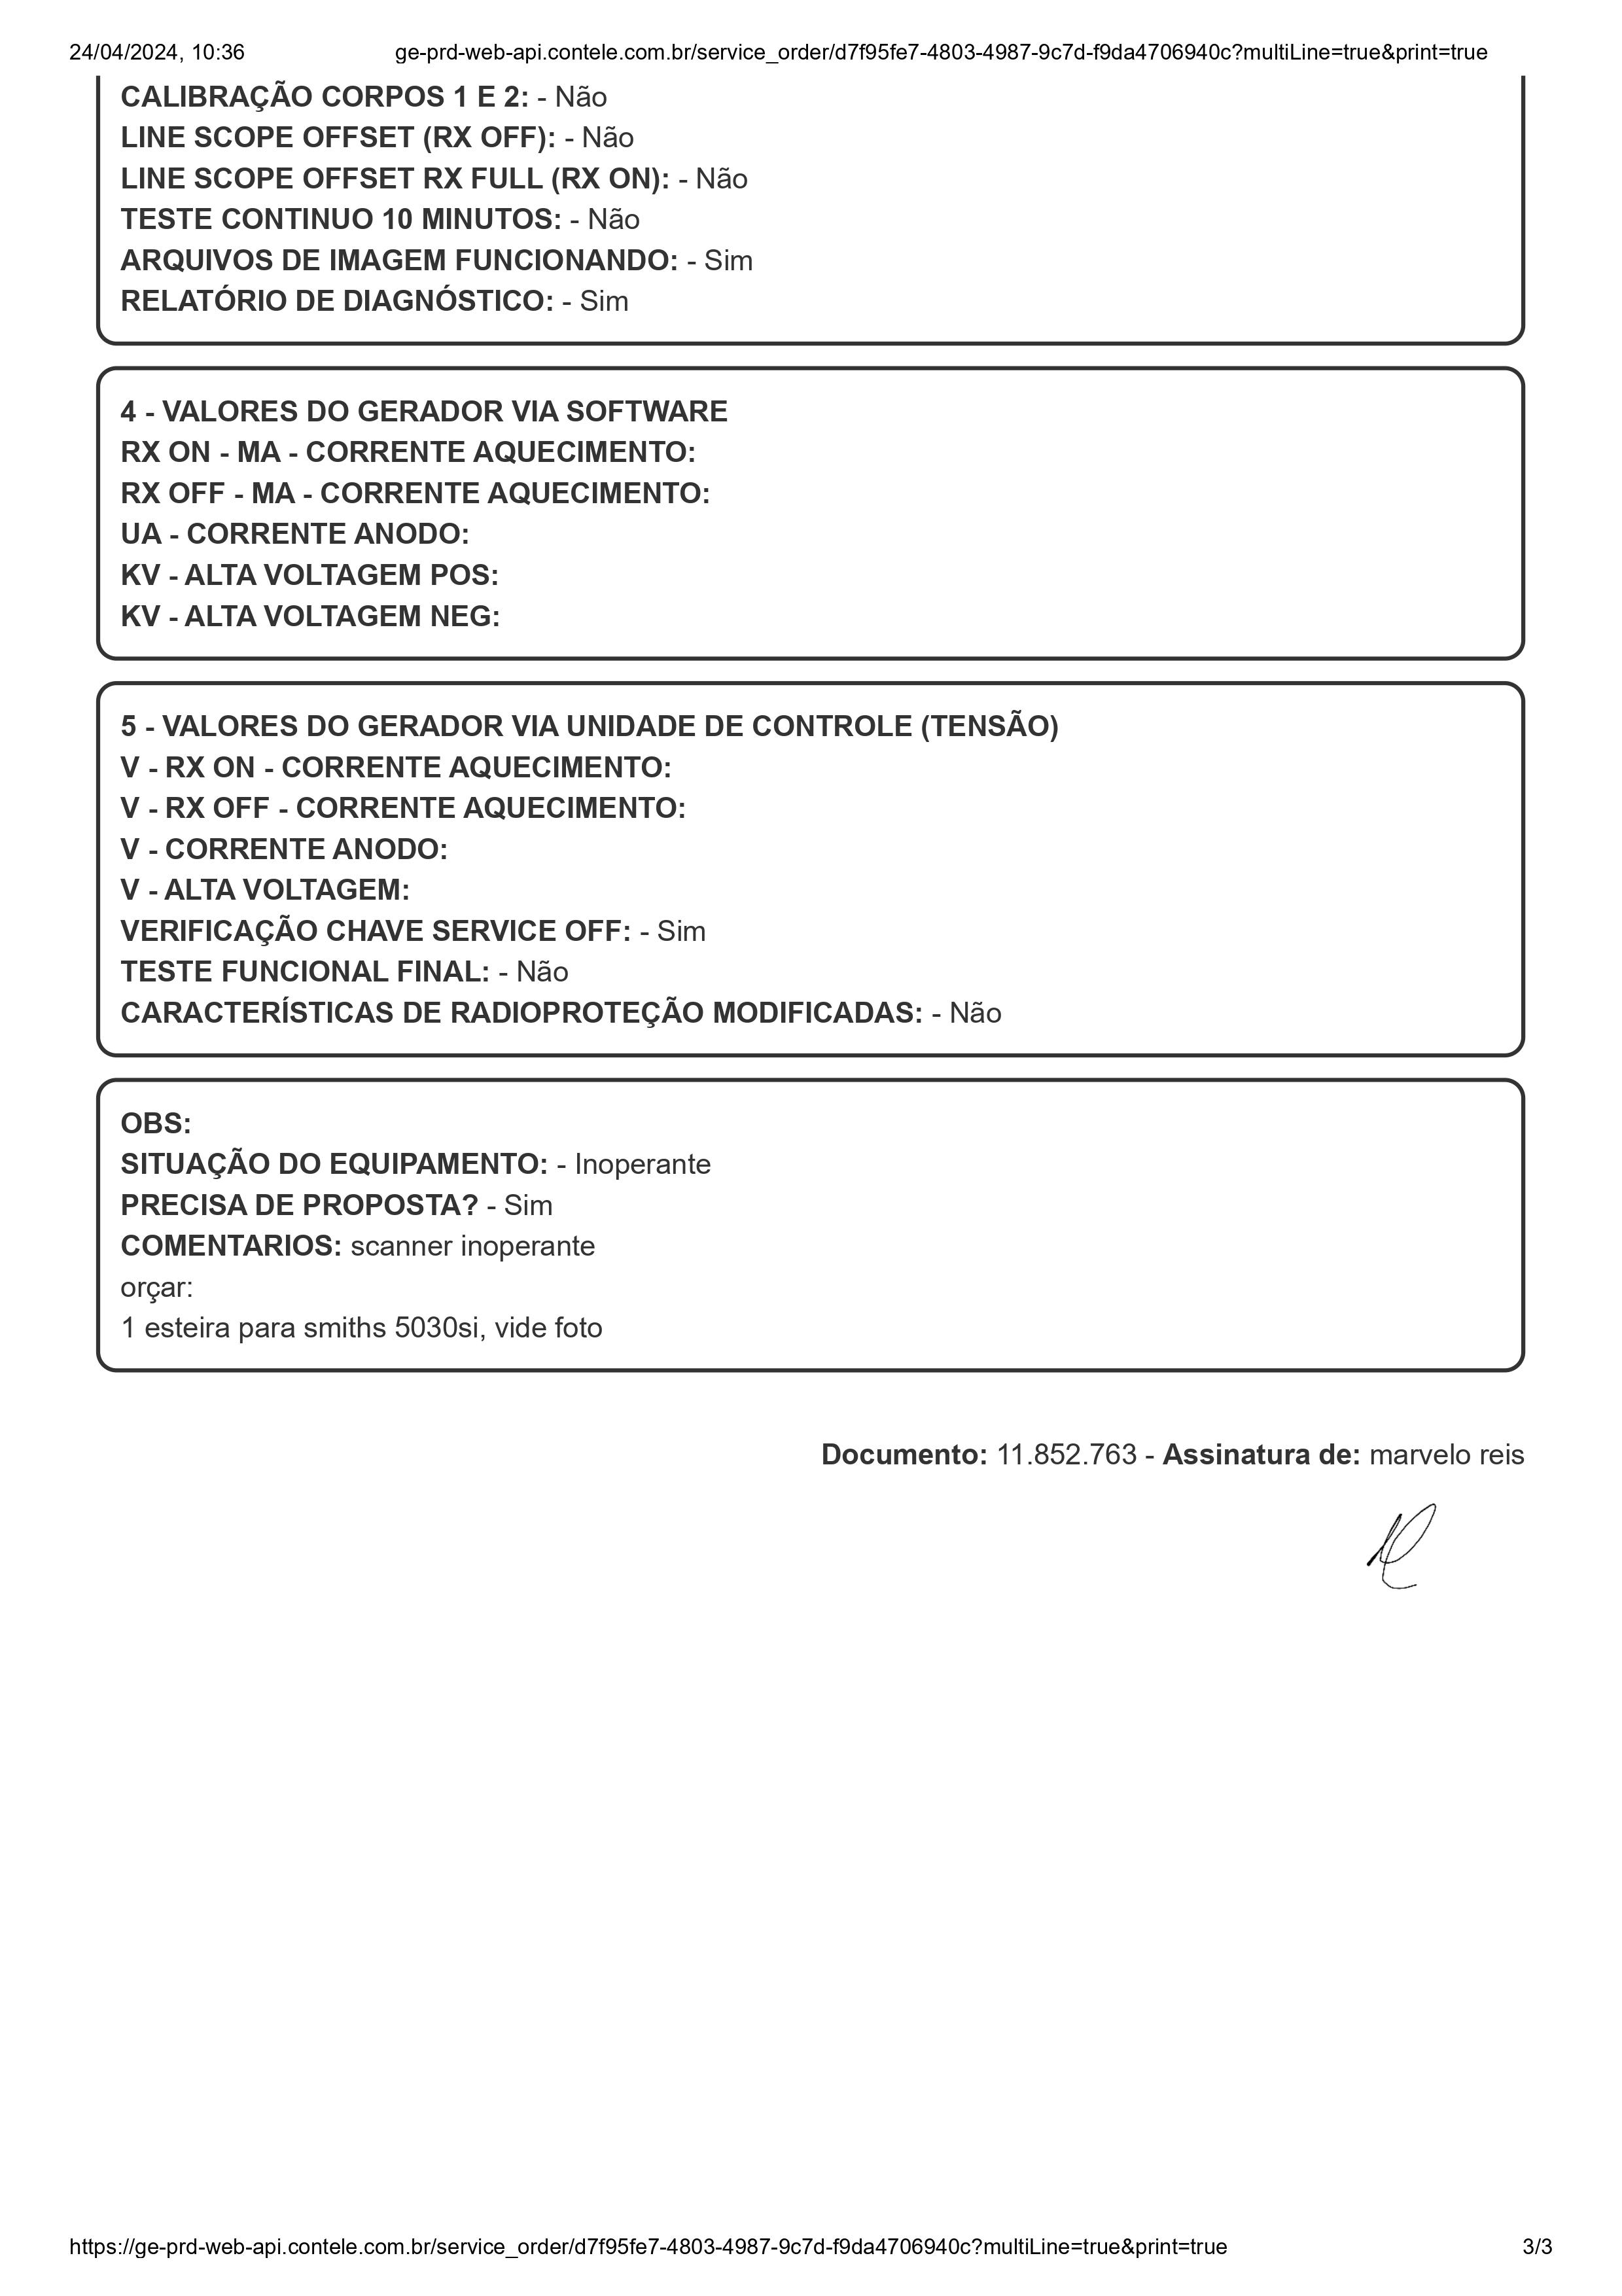 24/04/2024, 10:36 ge-prd-web-api.contele.com.br/service_order/d7f95fe7-4803-4987-9c7d-f9da4706940c?multiLine=true&print=true
CALIBRAÇÃO CORPOS 1 E 2: - Não
LINE SCOPE OFFSET (RX OFF): - Não
LINE SCOPE OFFSET RX FULL (RX ON): - Não
TESTE CONTINUO 10 MINUTOS: - Não
ARQUIVOS DE IMAGEM FUNCIONANDO: - Sim
RELATÓRIO DE DIAGNÓSTICO: - Sim
4 - VALORES DO GERADOR VIA SOFTWARE
RX ON - MA - CORRENTE AQUECIMENTO:
RX OFF - MA - CORRENTE AQUECIMENTO:
UA - CORRENTE ANODO:
KV - ALTA VOLTAGEM POS:
KV - ALTA VOLTAGEM NEG:
5 - VALORES DO GERADOR VIA UNIDADE DE CONTROLE (TENSÃO)
V - RX ON - CORRENTE AQUECIMENTO:
V - RX OFF - CORRENTE AQUECIMENTO:
V - CORRENTE ANODO:
V - ALTA VOLTAGEM:
VERIFICAÇÃO CHAVE SERVICE OFF: - Sim
TESTE FUNCIONAL FINAL: - Não
CARACTERÍSTICAS DE RADIOPROTEÇÃO MODIFICADAS: - Não
OBS:
SITUAÇÃO DO EQUIPAMENTO: - Inoperante
PRECISA DE PROPOSTA? - Sim
COMENTARIOS: scanner inoperante
orçar:
1 esteira para smiths 5030si, vide foto
Documento: 11.852.763 - Assinatura de: marvelo reis
https://ge-prd-web-api.contele.com.br/service_order/d7f95fe7-4803-4987-9c7d-f9da4706940c?multiLine=true&print=true 3/3